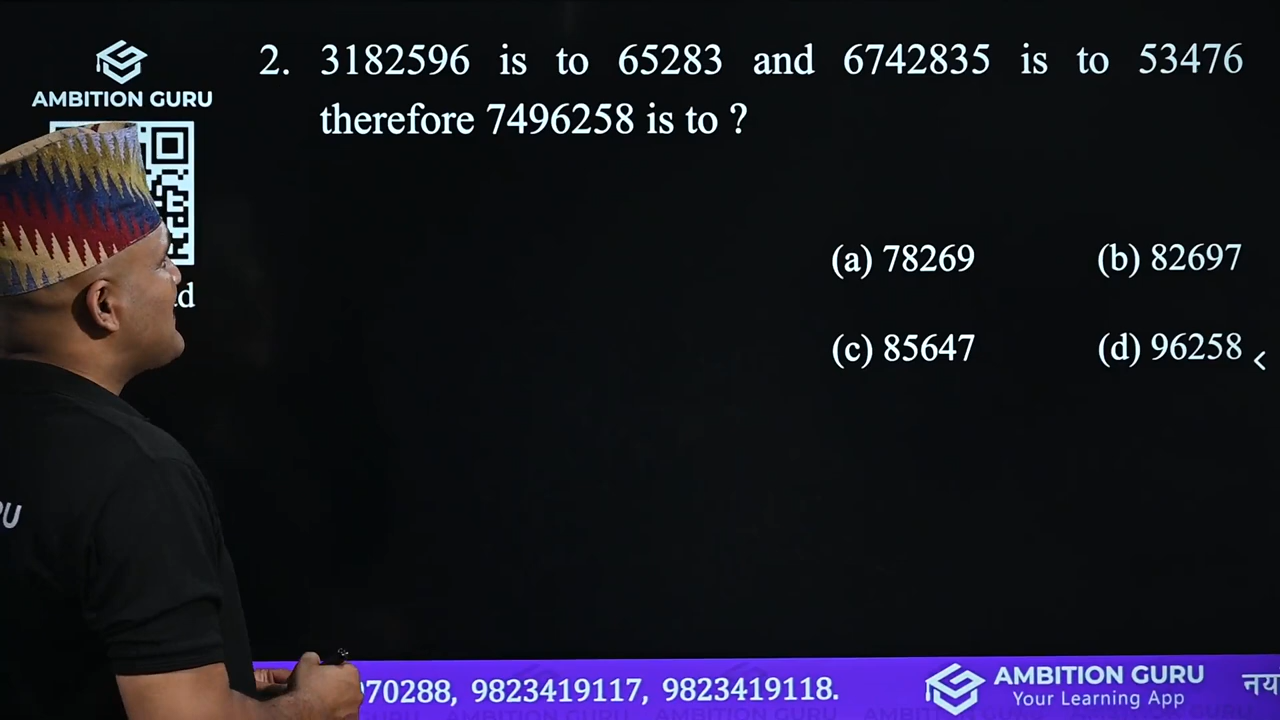 AMBITION GURU
2. 3182596 is to 65283 and 6742835 is to 53476
therefore 7496258 is to ?
(a) 78269 (b) 82697
(c) 85647 (d) 96258
970288, 9823419117, 9823419118.
AMBITION GURU
Your Learning App
नय